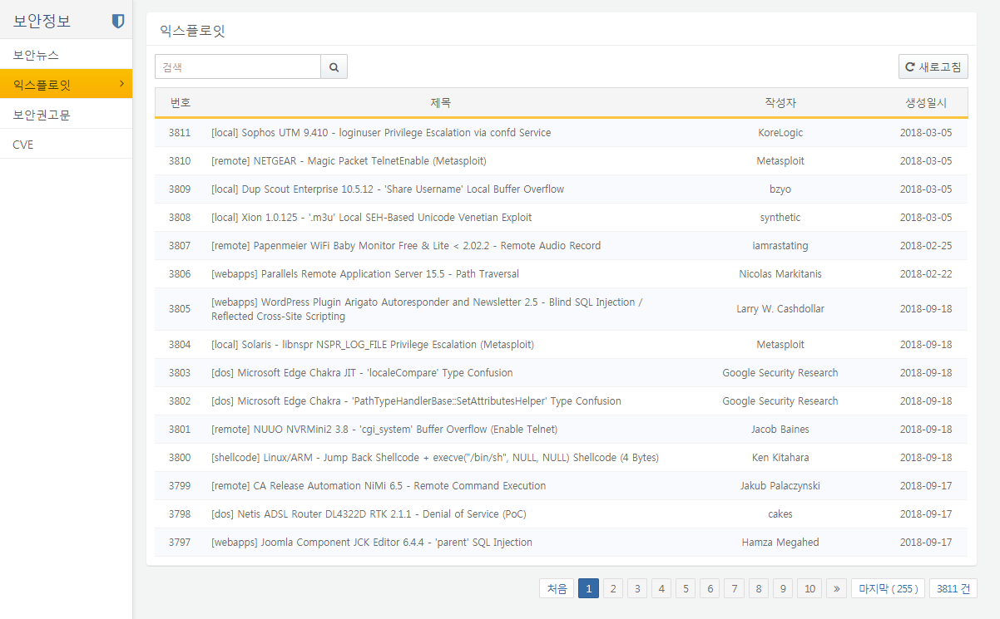 보안정보
보안뉴스
익스플로잇
보안권고문
CVE
익스플로잇
검색
새로고침
번호 제목 작성자 생성일시
3811 [local] Sophos UTM 9.410 - loginuser Privilege Escalation via confd Service KoreLogic 2018-03-05
3810 [remote] NETGEAR - Magic Packet TelnetEnable (Metasploit) Metasploit 2018-03-05
3809 [local] Dup Scout Enterprise 10.5.12 - 'Share Username' Local Buffer Overflow bzyo 2018-03-05
3808 [local] Xion 1.0.125 - '.m3u' Local SEH-Based Unicode Venetian Exploit synthetic 2018-03-05
3807 [remote] Papenmeier WiFi Baby Monitor Free & Lite < 2.02.2 - Remote Audio Record iamrastating 2018-02-25
3806 [webapps] Parallels Remote Application Server 15.5 - Path Traversal Nicolas Markitanis 2018-02-22
3805 [webapps] WordPress Plugin Arigato Autoresponder and Newsletter 2.5 - Blind SQL Injection /
Reflected Cross-Site Scripting Larry W. Cashdollar 2018-09-18
3804 [local] Solaris - libnspr NSPR_LOG_FILE Privilege Escalation (Metasploit) Metasploit 2018-09-18
3803 [dos] Microsoft Edge Chakra JIT - 'localeCompare' Type Confusion Google Security Research 2018-09-18
3802 [dos] Microsoft Edge Chakra - 'PathTypeHandlerBase::SetAttributesHelper' Type Confusion Google Security Research 2018-09-18
3801 [remote] NUUO NVRMini2 3.8 - 'cgi_system' Buffer Overflow (Enable Telnet) Jacob Baines 2018-09-18
3800 [shellcode] Linux/ARM - Jump Back Shellcode + execve("/bin/sh", NULL, NULL) Shellcode (4 Bytes) Ken Kitahara 2018-09-18
3799 [remote] CA Release Automation NiMi 6.5 - Remote Command Execution Jakub Palaczynski 2018-09-17
3798 [dos] Netis ADSL Router DL4322D RTK 2.1.1 - Denial of Service (PoC) cakes 2018-09-17
3797 [webapps] Joomla Component JCK Editor 6.4.4 - 'parent' SQL Injection Hamza Megahed 2018-09-17
처음 1 2 3 4 5 6 7 8 9 10 » 마지막 ( 255 ) 3811 건